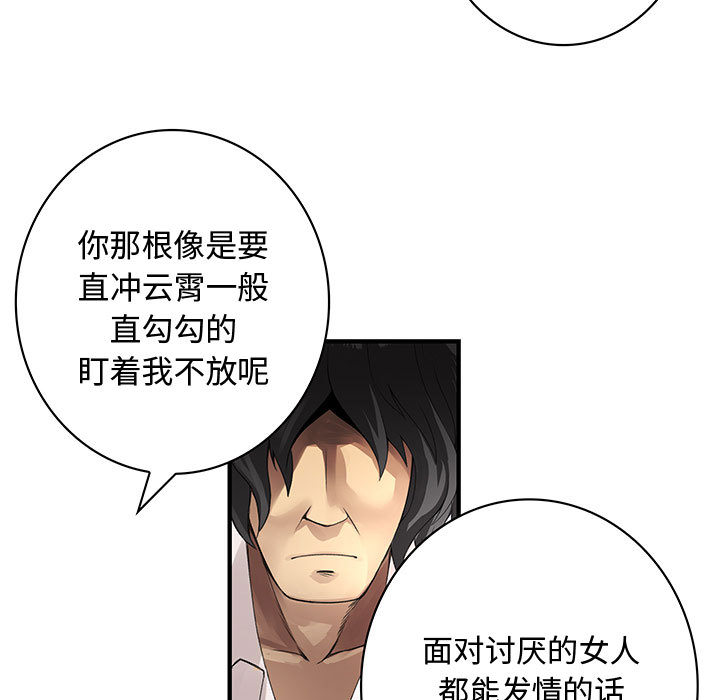 你那根像是要
直冲云霄一般
直勾勾的
盯着我不放呢
面对讨厌的女人
都能发情的话